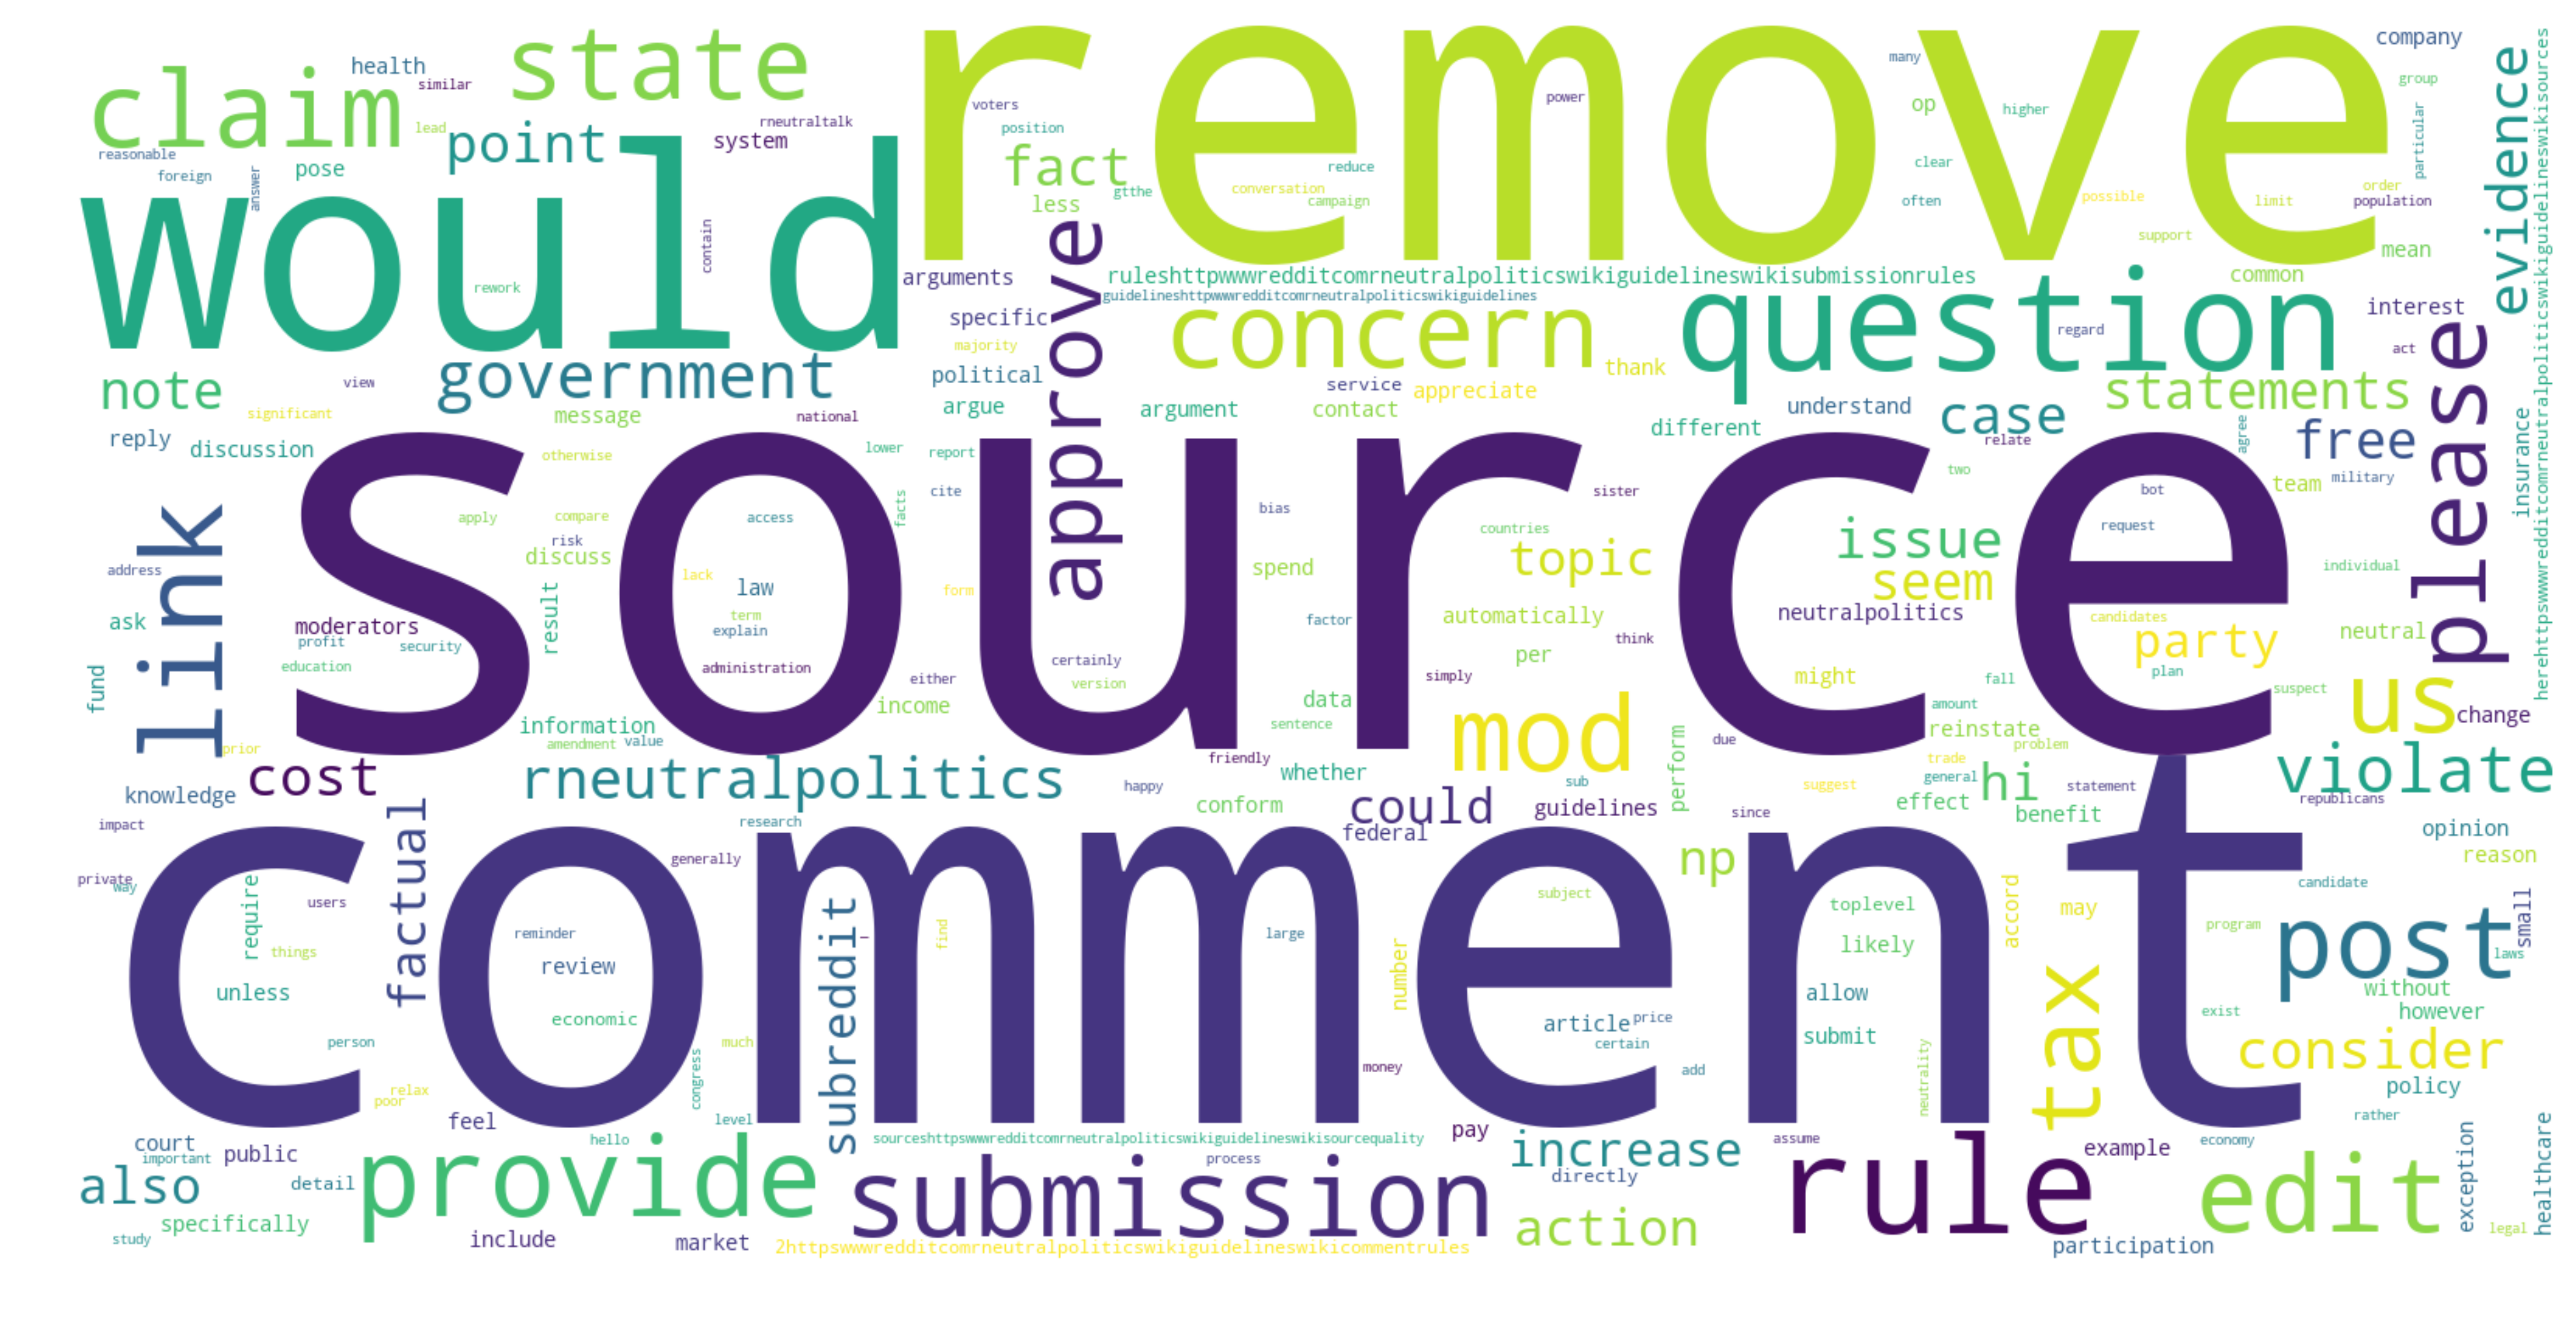 remove
would
source
comment
claim
state
health
similar
lead
point
reasonable
foreign
pose
answer
system
rneutraltalk
contain
rework
voters
position
fact
less
gtthe
reduce
conversation
campaign
power
many
op
higher
clear
often
possible
support
company
group
particular
order
limit
population
mean
common
evidence
herehttpswwwredditcomrneutralpoliticswikiguidelineswikisources
arguments
approve
ruleshttpwwwredditcomrneutralpoliticswikiguidelineswikisubmissionrules
guidelineshttpwwwredditcomrneutralpoliticswikiguidelines
specific
majority
concern
question
regard
interest
act
please
note
view
government
significant
message
national
political
argue
service
appreciate
thank
argument
contact
understand
case
statements
different
relate
agree
free
insurance
reply
discussion
otherwise
lower
report
cite
facts
bias
sister
two
bot
request
team
military
link
apply
compare
access
risk
discuss
lack
law
term
explain
administration
form
spend
countries
topic
issue
seem
individual
address
ask
moderators
profit
security
education
result
factor
automatically
think
neutralpolitics
candidates
party
neutral
fund
either
certainly
version
per
simply
might
fall
plan
suspect
us
change
income
data
sentence
mod
amount
reinstate
problem
information
amendment
value
prior
cost
rneutralpolitics
friendly
happy
whether
perform
due
trade
suggest
general
hi
statement
violate
republicans
knowledge
impact
factual
research
conform
could
federal
sub
guidelines
since
effect
benefit
opinion
reason
private
way
require
users
generally
np
subject
toplevel
accord
may
candidate
small
things
reminder
review
subreddit
find
large
number
likely
program
post
laws
unless
economic
person
much
congress
article
price
certain
allow
submit
neutrality
tax
exist
without
however
consider
relax
poor
feel
level
money
add
policy
rather
court
important
public
hello
sourceshttpswwwredditcomrneutralpoliticswikiguidelineswikisourcequality
pay
increase
assume
rule
example
economy
exception
healthcare
also
detail
provide
process
submission
directly
edit
study
specifically
include
market
2httpswwwredditcomrneutralpoliticswikiguidelineswikicommentrules
action
participation
legal